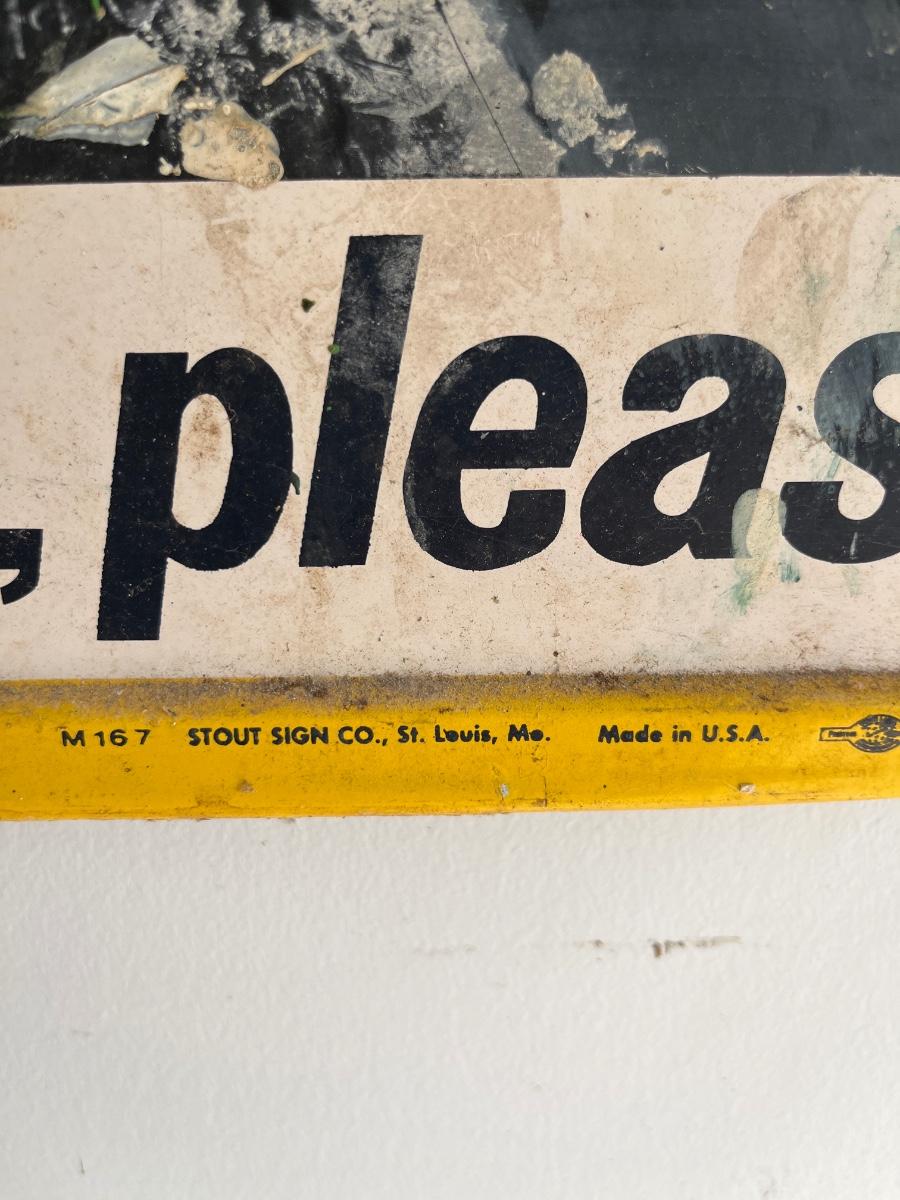 , pleas
M 167 STOUT SIGN CO., St. Louis, Mo. Made in U.S.A.